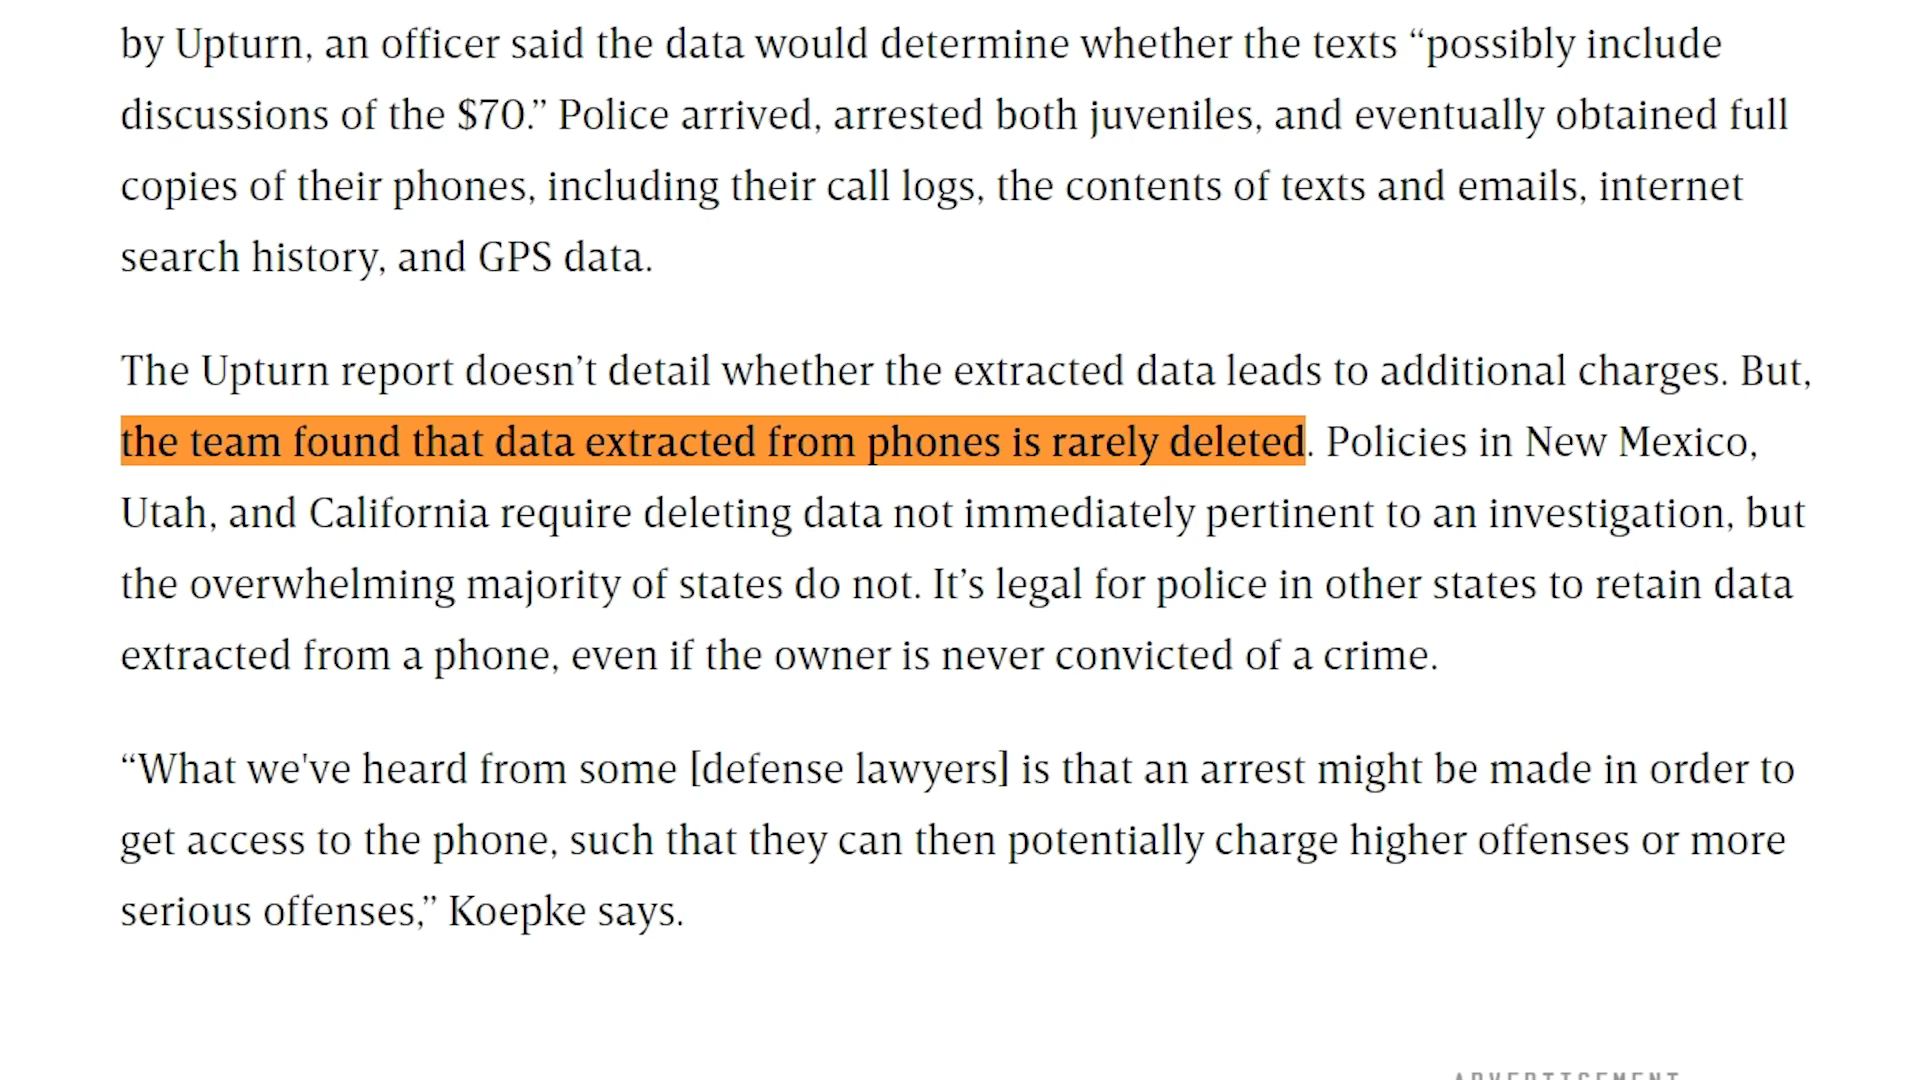 by Upturn, an officer said the data would determine whether the texts “possibly include
discussions of the $70.” Police arrived, arrested both juveniles, and eventually obtained full
copies of their phones, including their call logs, the contents of texts and emails, internet
search history, and GPS data.
The Upturn report doesn’t detail whether the extracted data leads to additional charges. But,
the team found that data extracted from phones is rarely deleted. Policies in New Mexico,
Utah, and California require deleting data not immediately pertinent to an investigation, but
the overwhelming majority of states do not. It’s legal for police in other states to retain data
extracted from a phone, even if the owner is never convicted of a crime.
“What we've heard from some [defense lawyers] is that an arrest might be made in order to
get access to the phone, such that they can then potentially charge higher offenses or more
serious offenses,” Koepke says.
ADVERTISEMENT